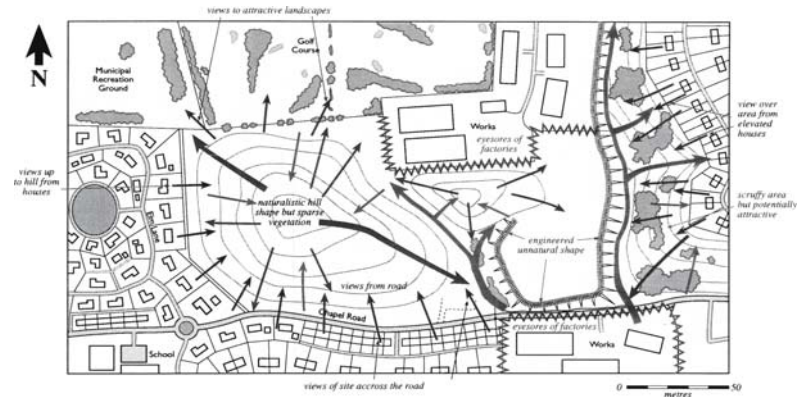 views to attractive landscapes
N
Golf
Course
Municipal
Recreation
Ground
Works
eyesores of
factories
view over
area from
elevated
houses
views up
to hill from
houses
Elm Lane
naturalistic hill
shape but sparse
vegetation
scruffy area
but potentially
attractive
engineered
unnatural shape
views from road
Chapel Road
eyesores of factories
School
Works
views of site accross the road
0 50
metres